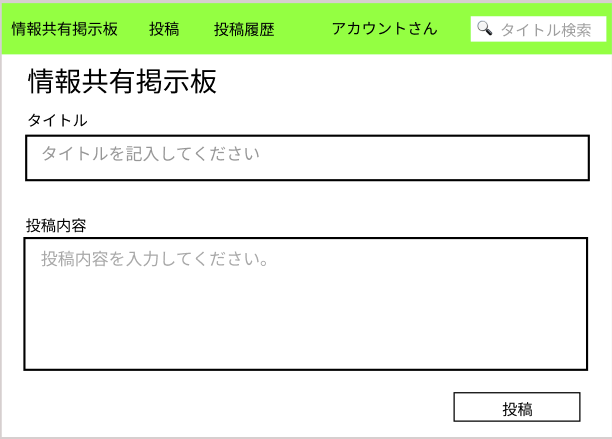 情報共有掲示板 投稿 投稿履歴 アカウントさん タイトル検索
情報共有掲示板
タイトル
タイトルを記入してください
投稿内容
投稿内容を入力してください。
投稿